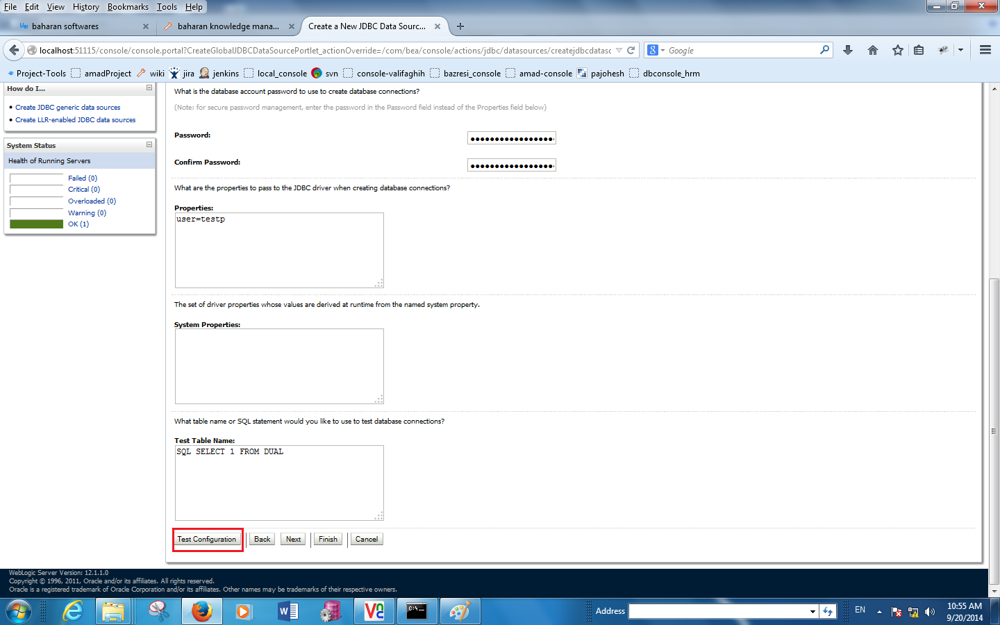 File Edit View History Bookmarks Tools Help
baharan softwares
baharan knowledge mana...
Create a New JDBC Data Sourc...
localhost:51115/console/console.portal?CreateGlobalJDBCDataSourcePortlet_actionOverride=/com/bea/console/actions/jdbc/datasources/createjdbcdatasc
Google
Project-Tools amadProject wiki jira jenkins local_console svn console-valifaghih bazresi_console amad-console pajohesh dbconsole_hrm
How do I...
Create JDBC generic data sources
Create LLR-enabled JDBC data sources
System Status
Health of Running Servers
Failed (0)
Critical (0)
Overloaded (0)
Warning (0)
OK (1)
What is the database account password to use to create database connections?
(Note: for secure password management, enter the password in the Password field instead of the Properties field below)
Password:
Confirm Password:
What are the properties to pass to the JDBC driver when creating database connections?
Properties:
user=testp
The set of driver properties whose values are derived at runtime from the named system property.
System Properties:
What table name or SQL statement would you like to use to test database connections?
Test Table Name:
SQL SELECT 1 FROM DUAL
Test Configuration Back Next Finish Cancel
WebLogic Server Version: 12.1.1.0
Copyright © 1996, 2011, Oracle and/or its affiliates. All rights reserved.
Oracle is a registered trademark of Oracle Corporation and/or its affiliates. Other names may be trademarks of their respective owners.
Address
EN
10:55 AM
9/20/2014